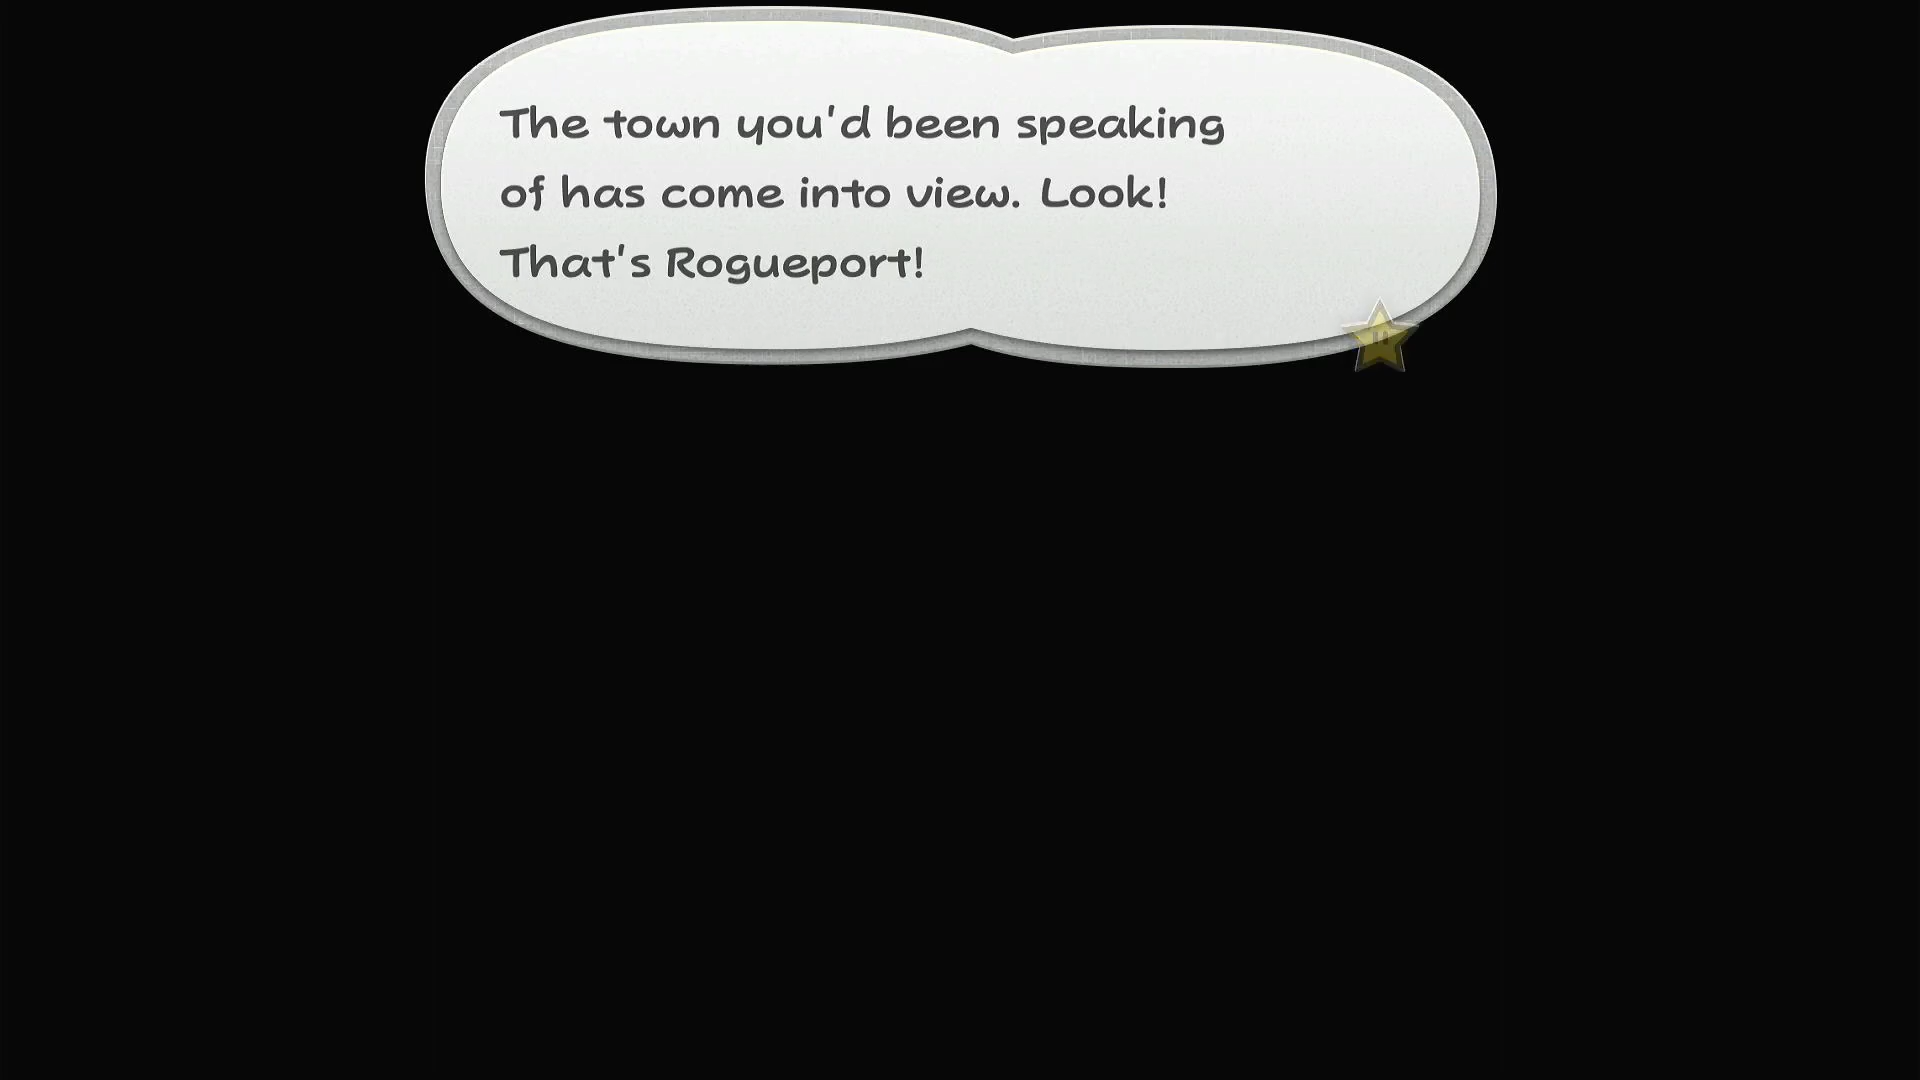 The town you'd been speaking
of has come into view. Look!
That's Rogueport!